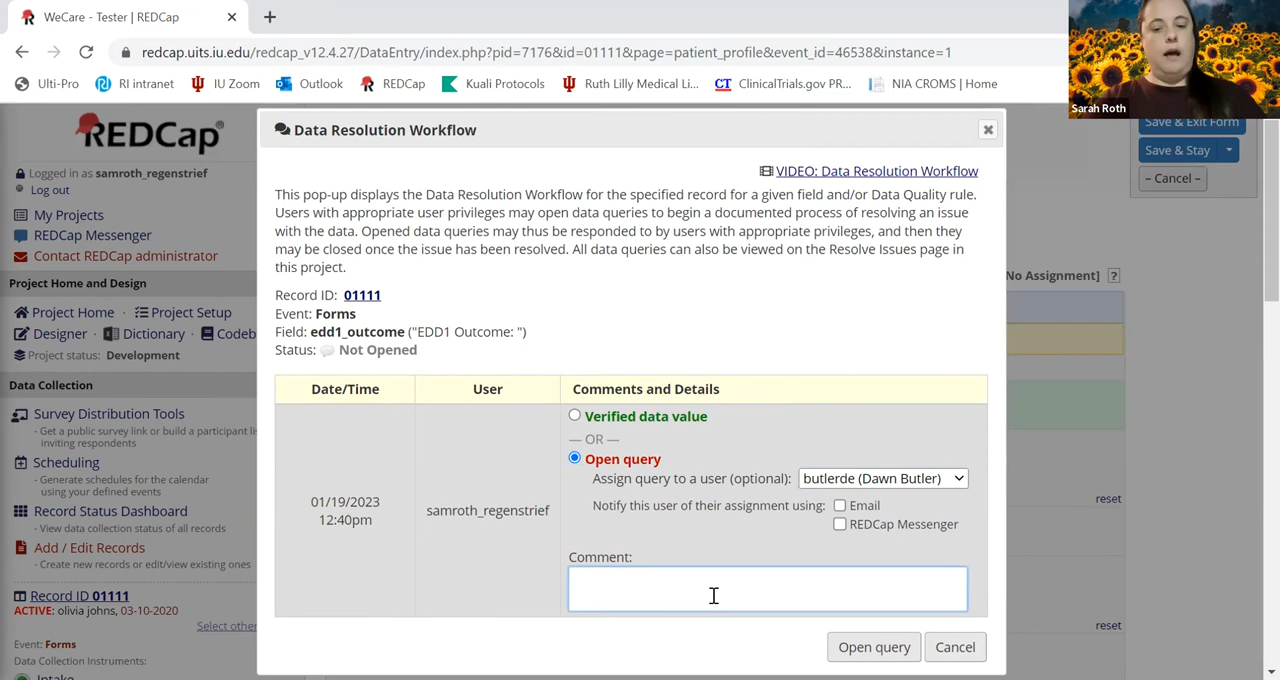 WeCare - Tester | REDCap
redcap.uits.iu.edu/redcap_v12.4.27/DataEntry/index.php?pid=7176&id=01111&page=patient_profile&event_id=46538&instance=1
Ulti-Pro RI intranet IU Zoom Outlook REDCap Kuali Protocols Ruth Lilly Medical Li... ClinicalTrials.gov PR... NIA CROMS | Home
Sarah Roth
REDCap
Logged in as samroth_regenstrief
Log out
My Projects
REDCap Messenger
Contact REDCap administrator
Project Home and Design
Project Home · Project Setup
Designer · Dictionary · Codeb
Project status: Development
Data Collection
Survey Distribution Tools
- Get a public survey link or build a participant lis
inviting respondents
Scheduling
- Generate schedules for the calendar
using your defined events
Record Status Dashboard
- View data collection status of all records
Add / Edit Records
- Create new records or edit/view existing ones
Record ID 01111
ACTIVE: olivia johns, 03-10-2020
Select other
Event: Forms
Data Collection Instruments:
Intake
Data Resolution Workflow
VIDEO: Data Resolution Workflow
This pop-up displays the Data Resolution Workflow for the specified record for a given field and/or Data Quality rule.
Users with appropriate user privileges may open data queries to begin a documented process of resolving an issue
with the data. Opened data queries may thus be responded to by users with appropriate privileges, and then they
may be closed once the issue has been resolved. All data queries can also be viewed on the Resolve Issues page in
this project.
Record ID: 01111
Event: Forms
Field: edd1_outcome ("EDD1 Outcome: ")
Status: Not Opened
Date/Time User Comments and Details
01/19/2023
12:40pm
samroth_regenstrief
Verified data value
— OR —
Open query
Assign query to a user (optional): butlerde (Dawn Butler)
Notify this user of their assignment using: Email
REDCap Messenger
Comment:
Open query Cancel
Save & Exit Form
Save & Stay
– Cancel –
No Assignment] ?
reset
reset